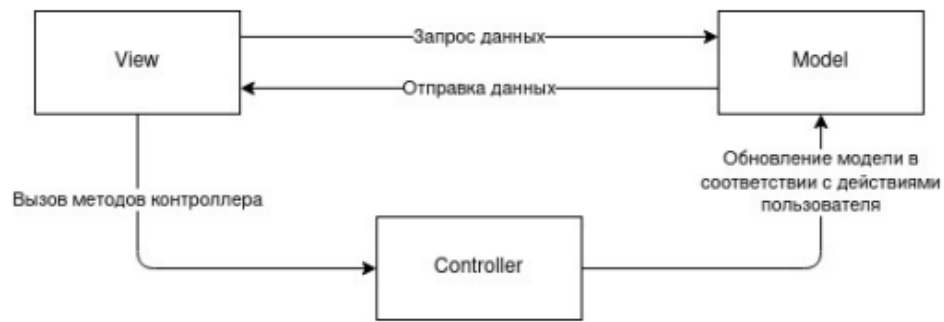 View
Запрос данных
Model
Отправка данных
Обновление модели в
соответствии с действиями
пользователя
Вызов методов контроллера
Controller